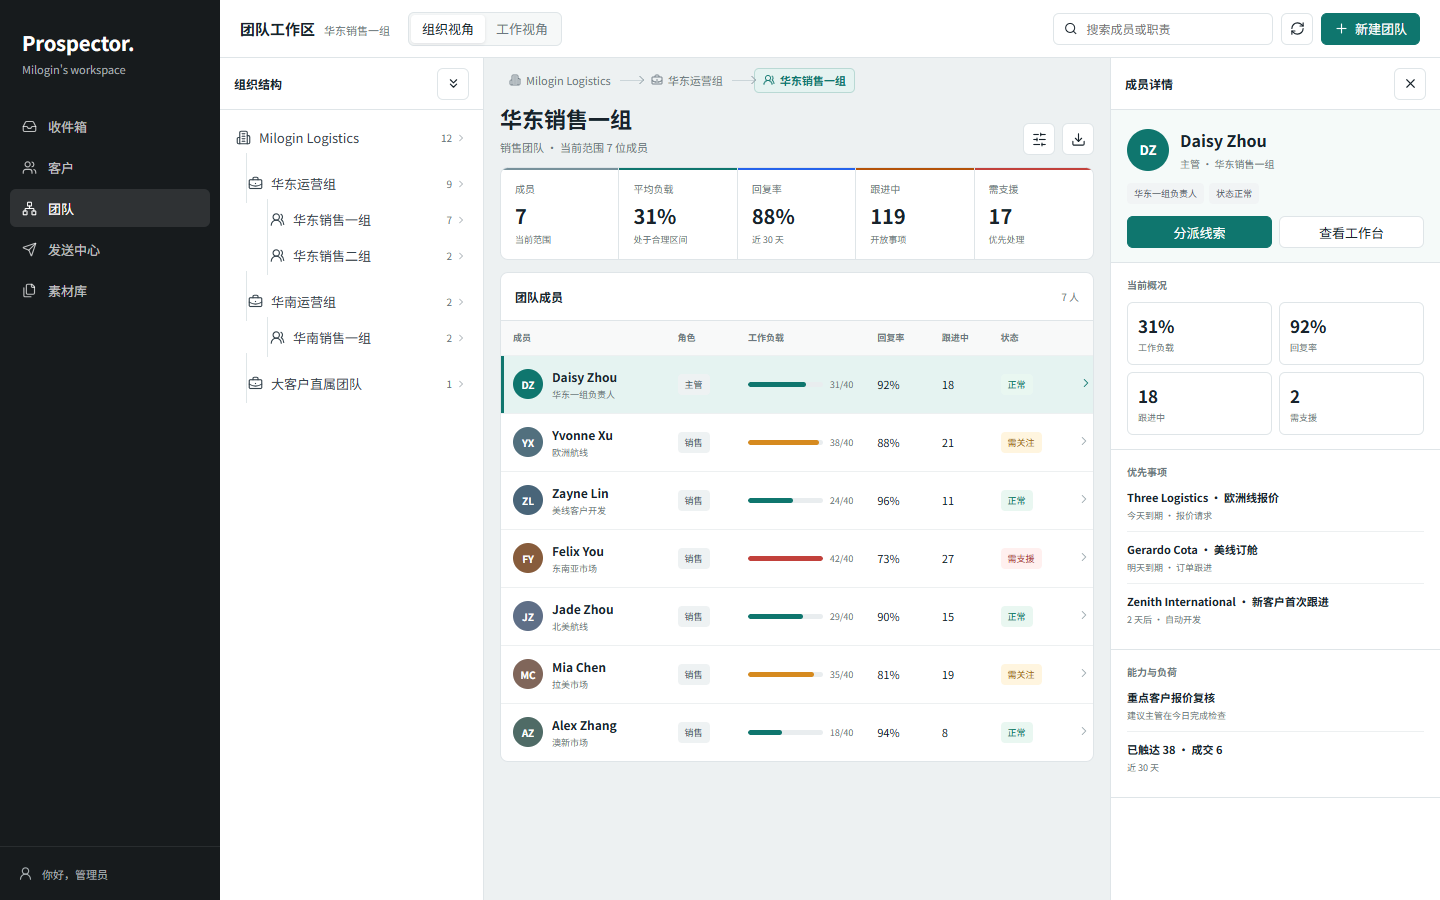 Prospector.
Milogin's workspace
收件箱
客户
团队
发送中心
素材库
你好，管理员
团队工作区 华东销售一组 组织视角 工作视角
搜索成员或职责
新建团队
组织结构
Milogin Logistics 12
华东运营组 9
华东销售一组 7
华东销售二组 2
华南运营组 2
华南销售一组 2
大客户直属团队 1
Milogin Logistics 华东运营组 华东销售一组
华东销售一组
销售团队 · 当前范围 7 位成员
成员 平均负载 回复率 跟进中 需支援
7 31% 88% 119 17
当前范围 处于合理区间 近 30 天 开放事项 优先处理
团队成员 7 人
成员 角色 工作负载 回复率 跟进中 状态
DZ Daisy Zhou 主管 31/40 92% 18 正常
华东一组负责人
YX Yvonne Xu 销售 38/40 88% 21 需关注
欧洲航线
ZL Zayne Lin 销售 24/40 96% 11 正常
美线客户开发
FY Felix You 销售 42/40 73% 27 需支援
东南亚市场
JZ Jade Zhou 销售 29/40 90% 15 正常
北美航线
MC Mia Chen 销售 35/40 81% 19 需关注
拉美市场
AZ Alex Zhang 销售 18/40 94% 8 正常
澳新市场
成员详情
DZ Daisy Zhou
主管 · 华东销售一组
华东一组负责人 状态正常
分派线索 查看工作台
当前概况
31% 92%
工作负载 回复率
18 2
跟进中 需支援
优先事项
Three Logistics · 欧洲线报价
今天到期 · 报价请求
Gerardo Cota · 美线订舱
明天到期 · 订单跟进
Zenith International · 新客户首次跟进
2 天后 · 自动开发
能力与负荷
重点客户报价复核
建议主管在今日完成检查
已触达 38 · 成交 6
近 30 天